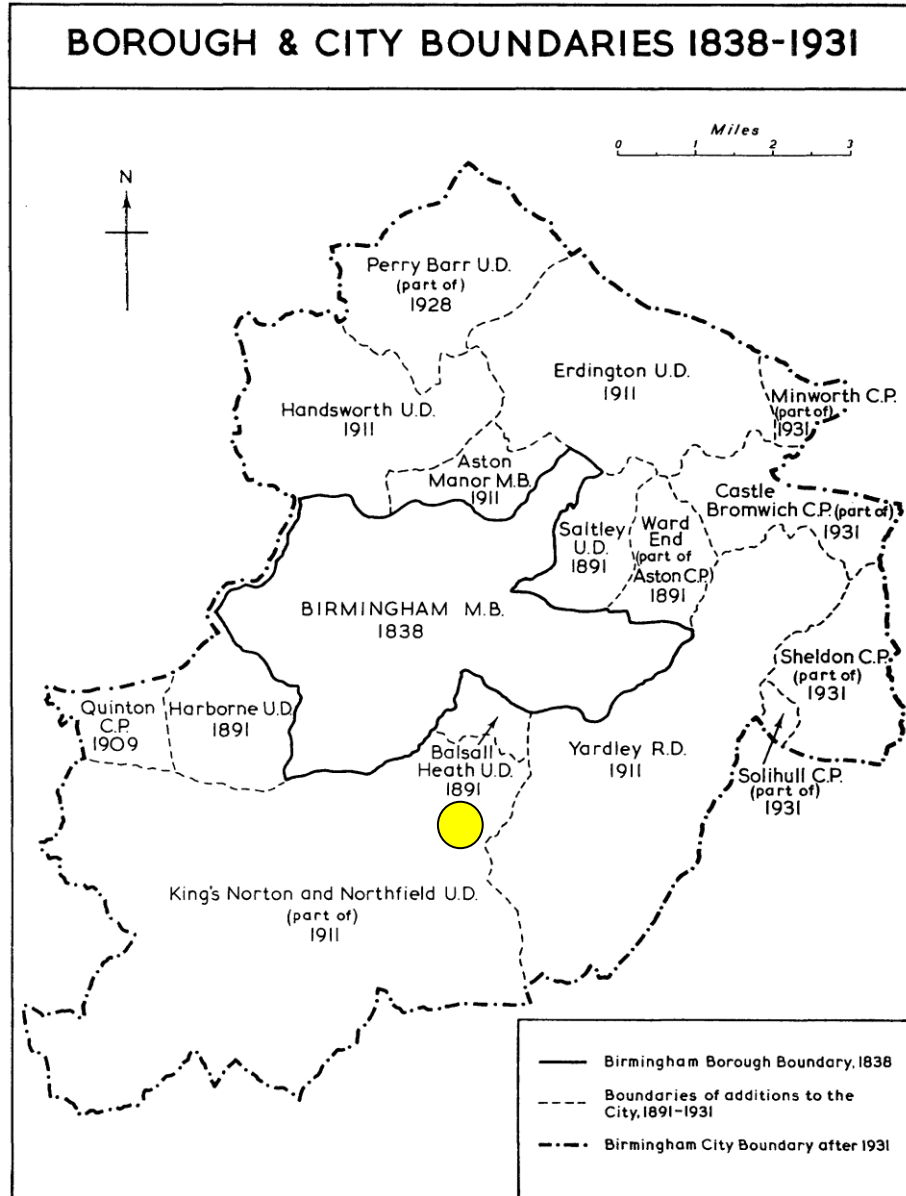 BOROUGH & CITY BOUNDARIES 1838-1931
Miles
0 1 2 3
N
Perry Barr U.D.
(part of)
1928
Erdington U.D.
1911
Minworth C.P.
(part of)
1931
Handsworth U.D.
1911
Aston
Manor M.B.
1911
Castle
Bromwich C.P. (part of)
1931
Saltley
U.D.
1891
Ward
End
(part of
Aston C.P.)
1891
BIRMINGHAM M.B.
1838
Sheldon C.P.
(part of)
1931
Quinton
C.P.
1909
Harborne U.D.
1891
Balsall
Heath U.D.
1891
Yardley R.D.
1911
Solihull C.P.
(part of)
1931
King's Norton and Northfield U.D.
(part of)
1911
Birmingham Borough Boundary, 1838
Boundaries of additions to the
City, 1891-1931
Birmingham City Boundary after 1931